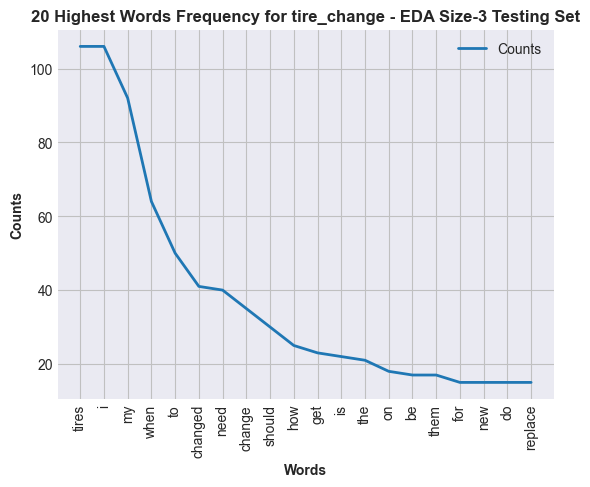 20 Highest Words Frequency for tire_change - EDA Size-3 Testing Set
Counts
100
80
60
40
20
Counts
tires
i
my
when
to
changed
need
change
should
how
get
is
the
on
be
them
for
new
do
replace
Words